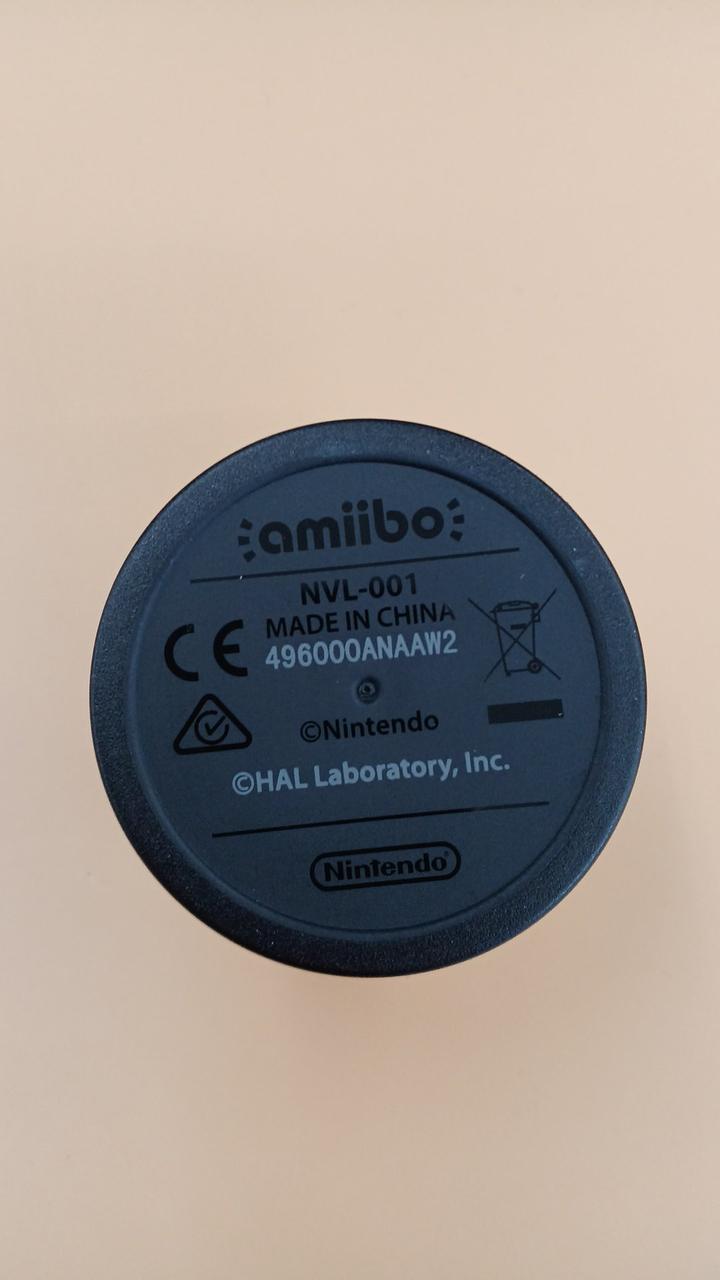 amiibo
NVL-001
MADE IN CHINA
CE
496000ANAAW2
©Nintendo
©HAL Laboratory, Inc.
Nintendo®